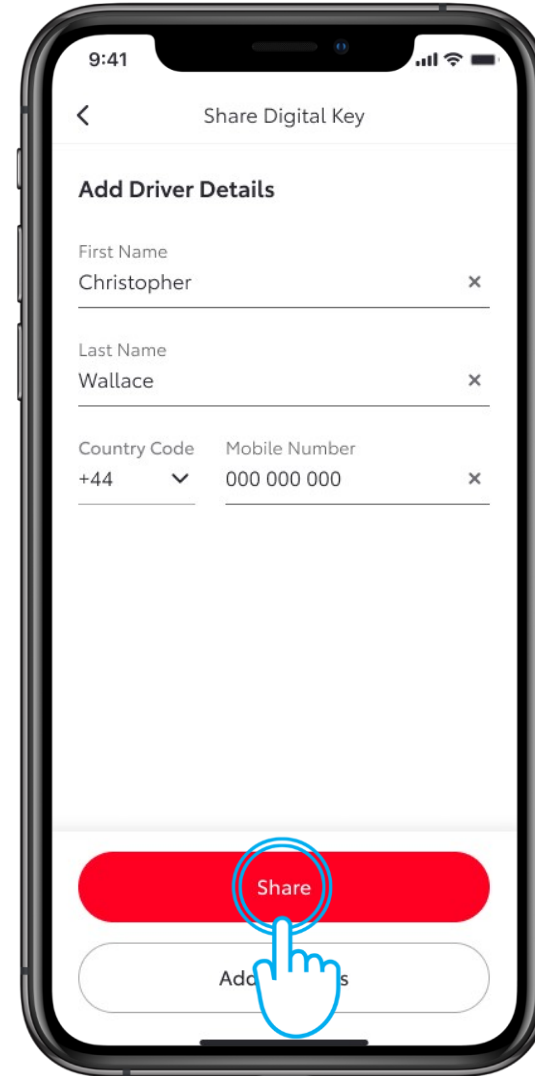 9:41
Share Digital Key
Add Driver Details
First Name
Christopher
Last Name
Wallace
Country Code Mobile Number
+44 000 000 000
Share